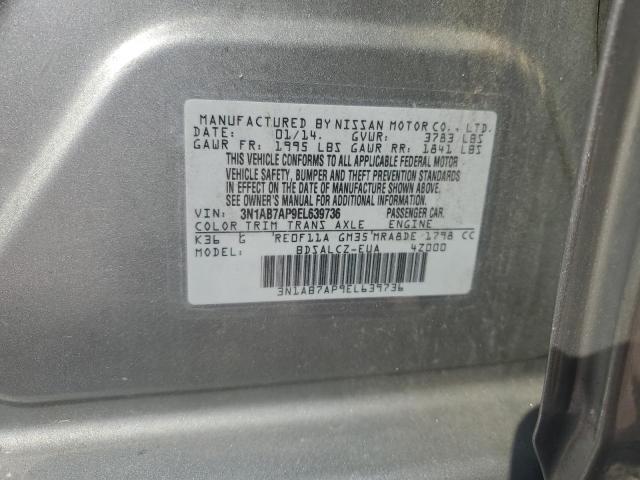 MANUFACTURED BY NISSAN MOTOR CO., LTD.
DATE: 01/14. GVWR: 3783 LBS
GAWR FR: 1995 LBS GAWR RR: 1841 LBS
THIS VEHICLE CONFORMS TO ALL APPLICABLE FEDERAL MOTOR
VEHICLE SAFETY, BUMPER AND THEFT PREVENTION STANDARDS
IN EFFECT ON THE DATE OF MANUFACTURE SHOWN ABOVE.
SEE OWNER'S MANUAL FOR ADDITIONAL INFORMATION.
VIN: 3N1AB7AP9EL639736 PASSENGER CAR.
COLOR TRIM TRANS AXLE ENGINE
K36 G RE0F11A GM35 MRA8DE 1798 CC
BDSALCZ-EUA 4Z000
3N1AB7AP9EL639736